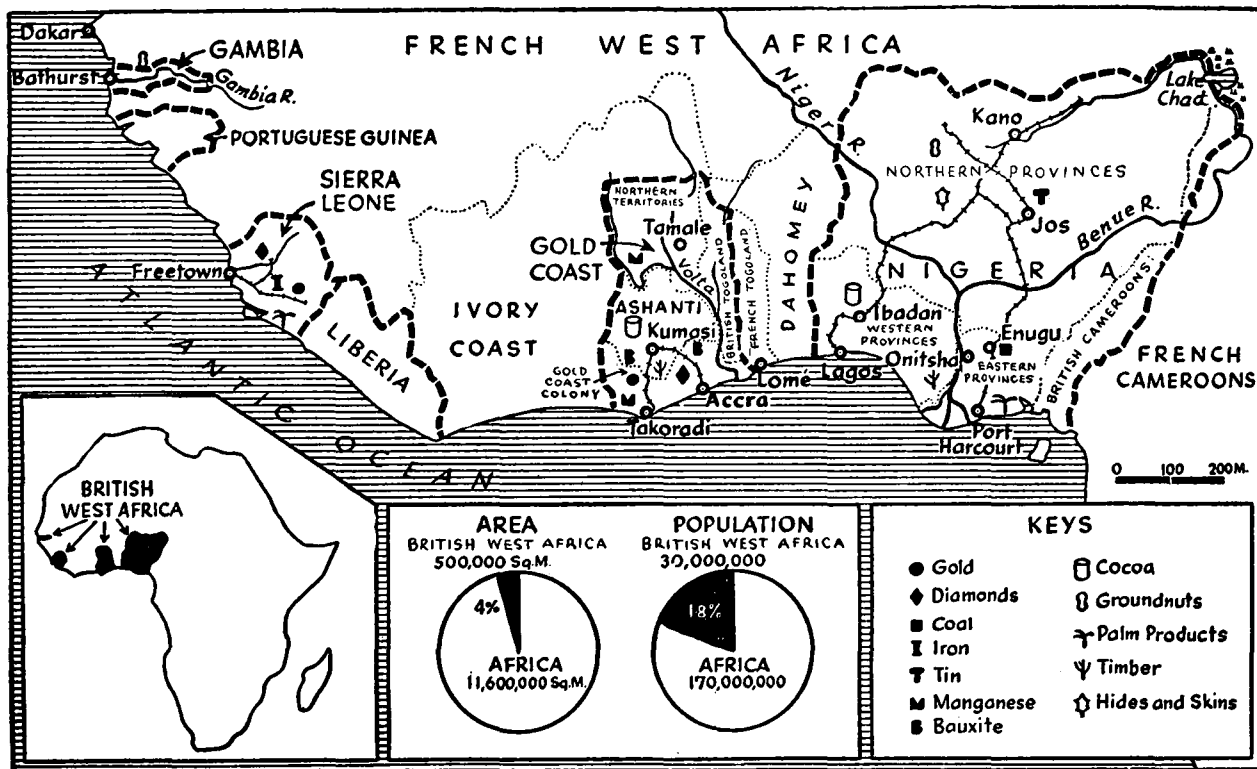 Dakar
GAMBIA
Bathurst
Gambia R.
FRENCH WEST AFRICA
PORTUGUESE GUINEA
SIERRA
LEONE
Freetown
LIBERIA
IVORY
COAST
GOLD
COAST
NORTHERN
TERRITORIES
Tamale
Volta
ASHANTI
Kumasi
GOLD
COAST
COLONY
Takoradi
Accra
BRITISH TOGOLAND
FRENCH TOGOLAND
Lomé
DAHOMEY
Niger R.
Kano
Lake
Chad
NORTHERN PROVINCES
Jos
Benue R.
NIGERIA
Ibadan
WESTERN
PROVINCES
Lagos
Onitsha
Enugu
EASTERN
PROVINCES
Port
Harcourt
BRITISH CAMEROONS
FRENCH
CAMEROONS
ATLANTIC OCEAN
0 100 200 M.
BRITISH
WEST AFRICA
AREA
BRITISH WEST AFRICA
500,000 Sq.M.
4%
AFRICA
11,600,000 Sq.M.
POPULATION
BRITISH WEST AFRICA
30,000,000
18%
AFRICA
170,000,000
KEYS
Gold
Diamonds
Coal
Iron
Tin
Manganese
Bauxite
Cocoa
Groundnuts
Palm Products
Timber
Hides and Skins